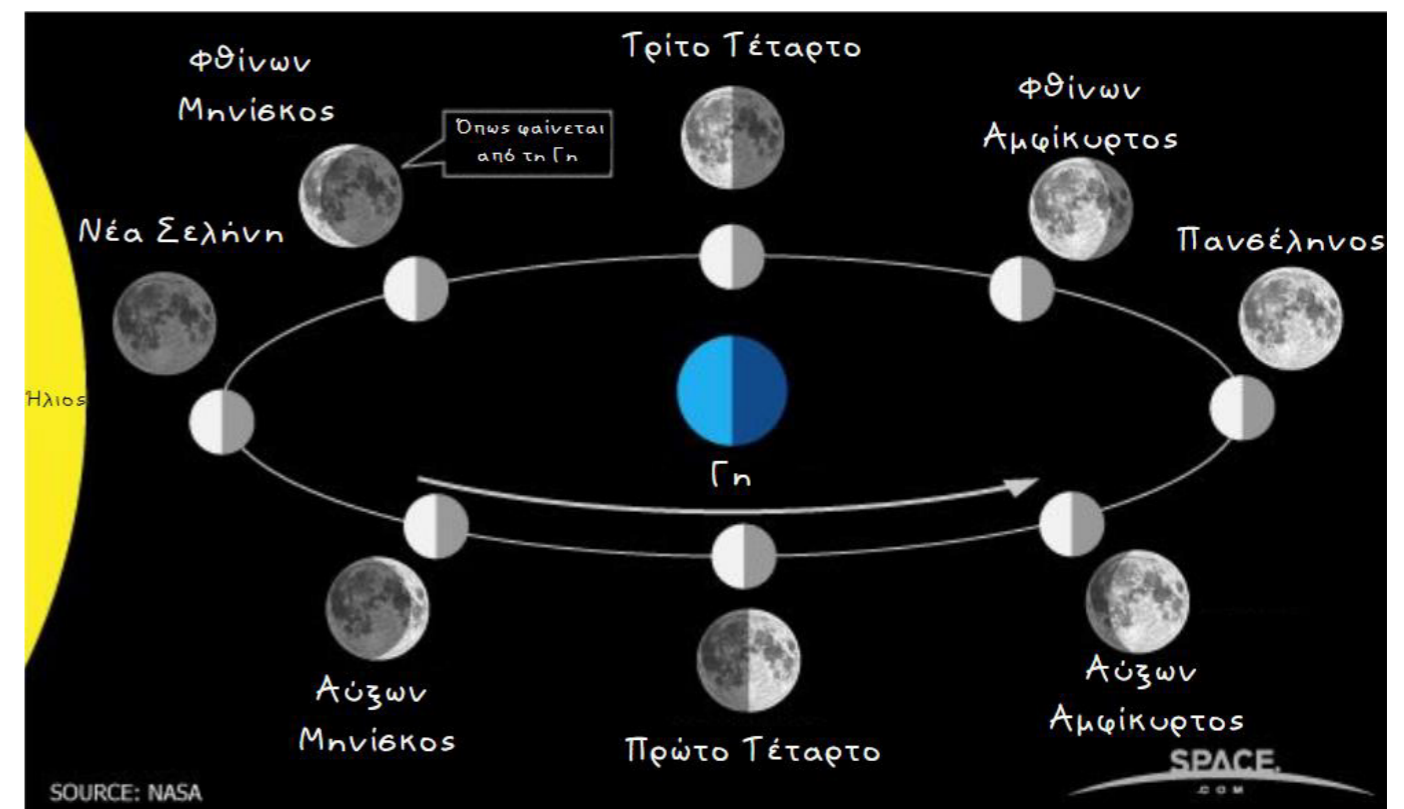 Τρίτο Τέταρτο
Φθίνων
Μηνίσκος
Φθίνων
Αμφίκυρτος
Όπως φαίνεται
από τη Γη
Νέα Σελήνη
Πανσέληνος
Ήλιος
Γη
Αύξων
Μηνίσκος
Πρώτο Τέταρτο
Αύξων
Αμφίκυρτος
SPACE
.COM
SOURCE: NASA